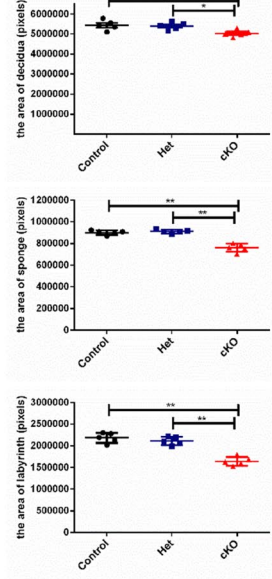 the area of decidua (pixels)
6000000
5000000
4000000
3000000
2000000
1000000
*
Control
Het
cKO
the area of sponge (pixels)
1200000
1000000
800000
600000
400000
200000
0
**
**
Control
Het
cKO
the area of labyrinth (pixels)
3000000
2500000
2000000
1500000
1000000
500000
0
**
**
Control
Het
cKO